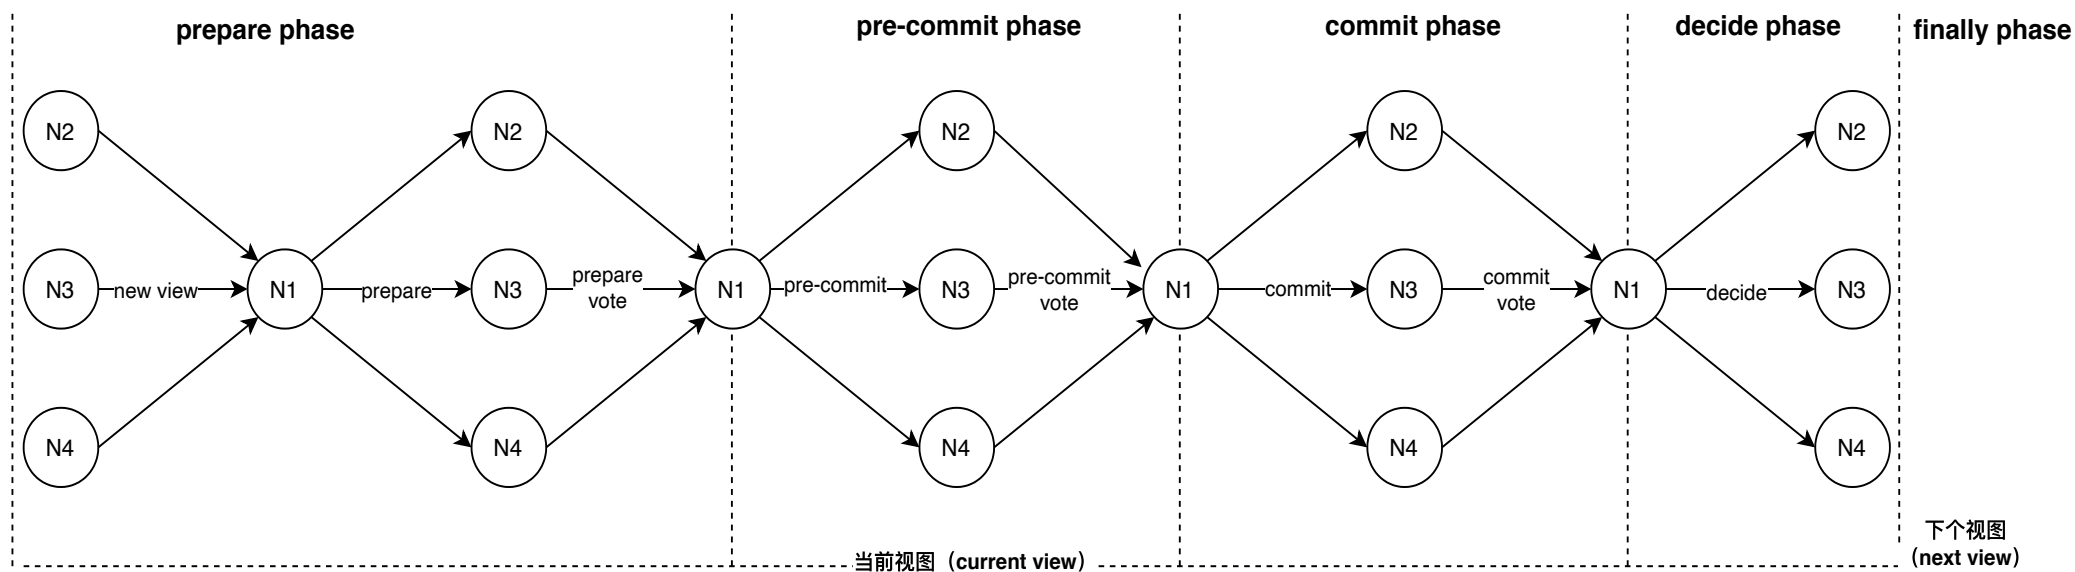 prepare phase
pre-commit phase
commit phase
decide phase
finally phase
N2
N2
N2
N2
N2
N3
new view
N1
prepare
N3
prepare
vote
N1
pre-commit
N3
pre-commit
vote
N1
commit
N3
commit
vote
N1
decide
N3
N4
N4
N4
N4
N4
当前视图（current view）
下个视图
（next view）